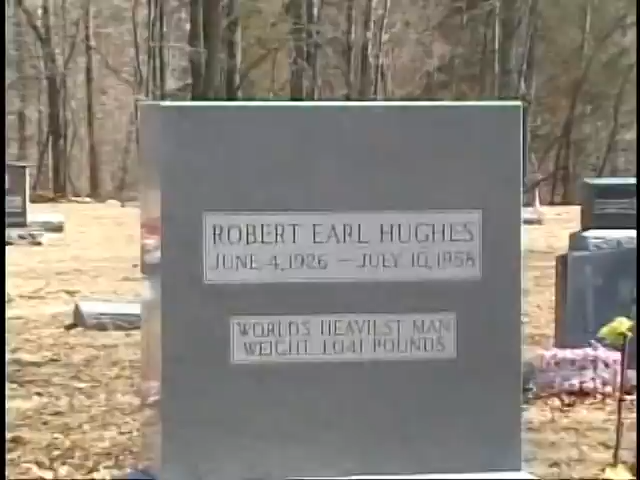 ROBERT EARL HUGHES
JUNE 4, 1926 — JULY 10, 1958
WORLDS HEAVIEST MAN
WEIGHT 1041 POUNDS